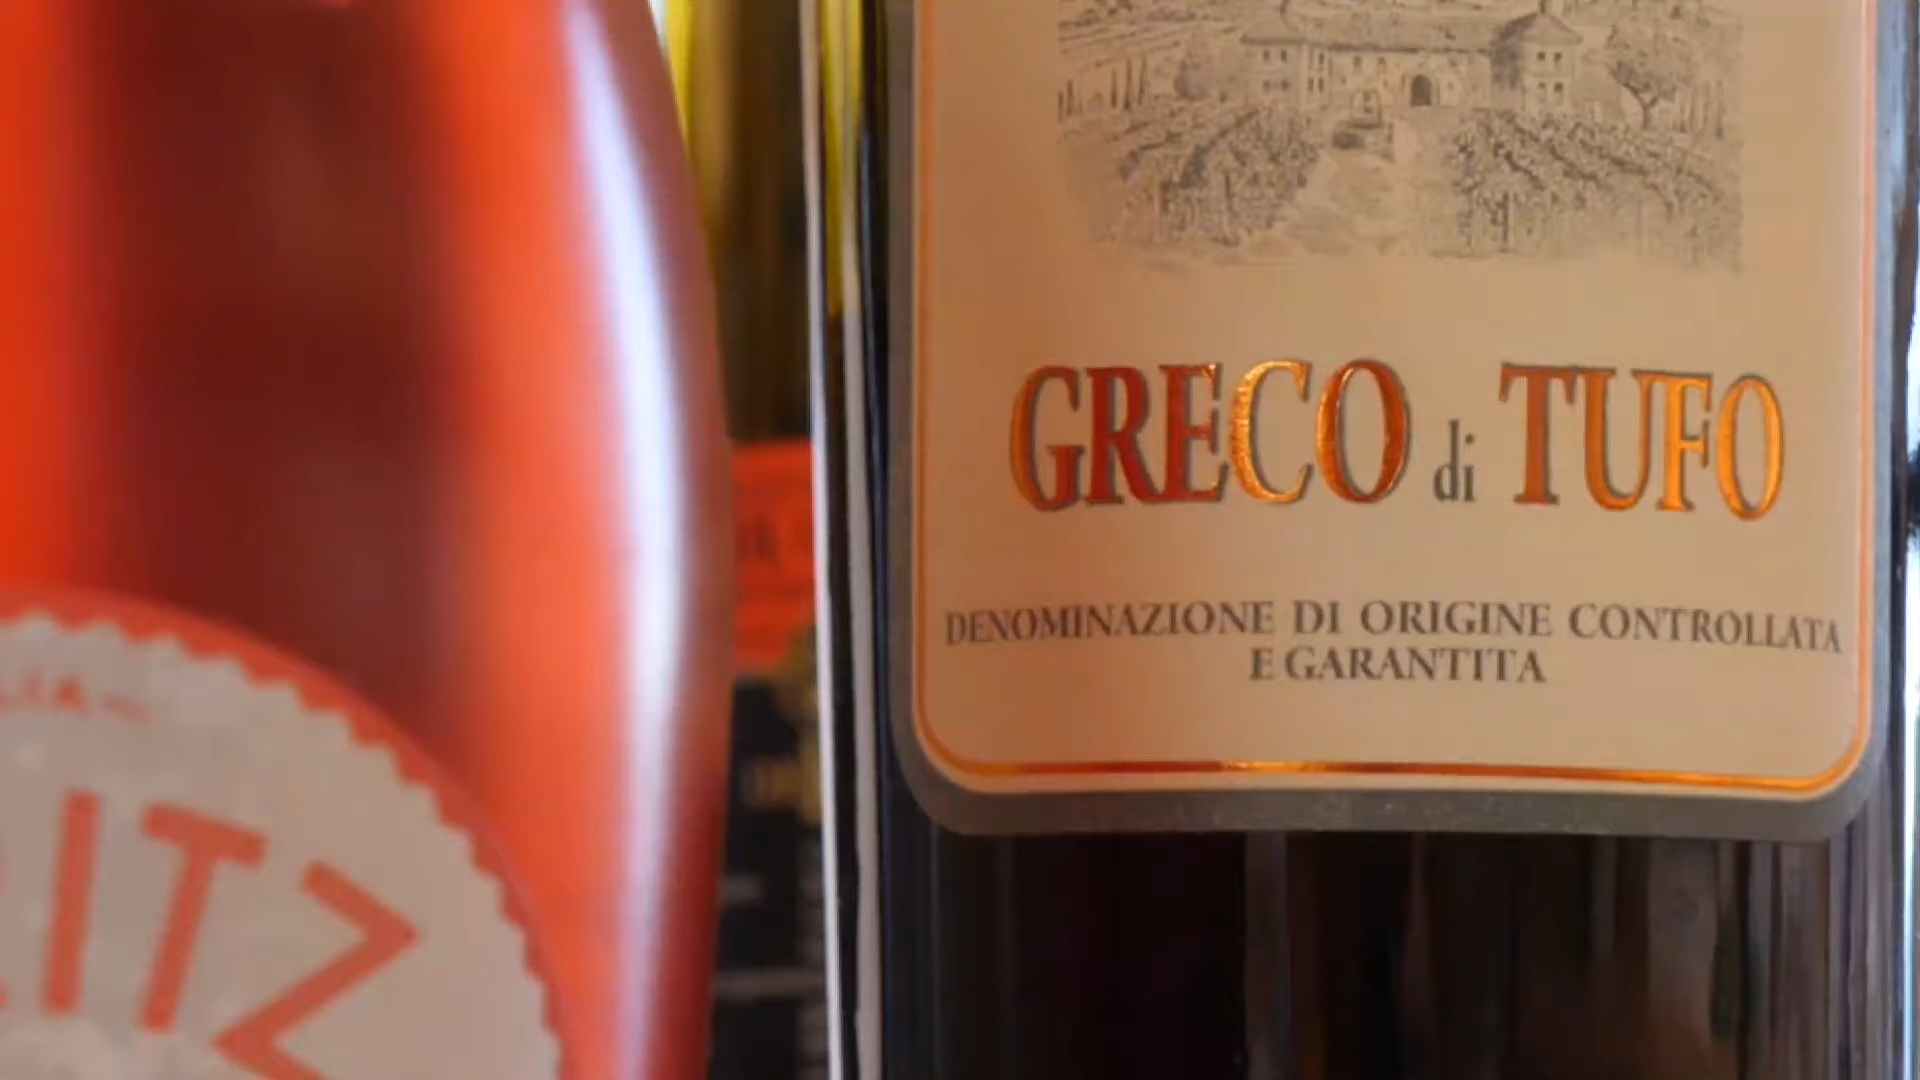 GRECO di TUFO
DENOMINAZIONE DI ORIGINE CONTROLLATA
E GARANTITA